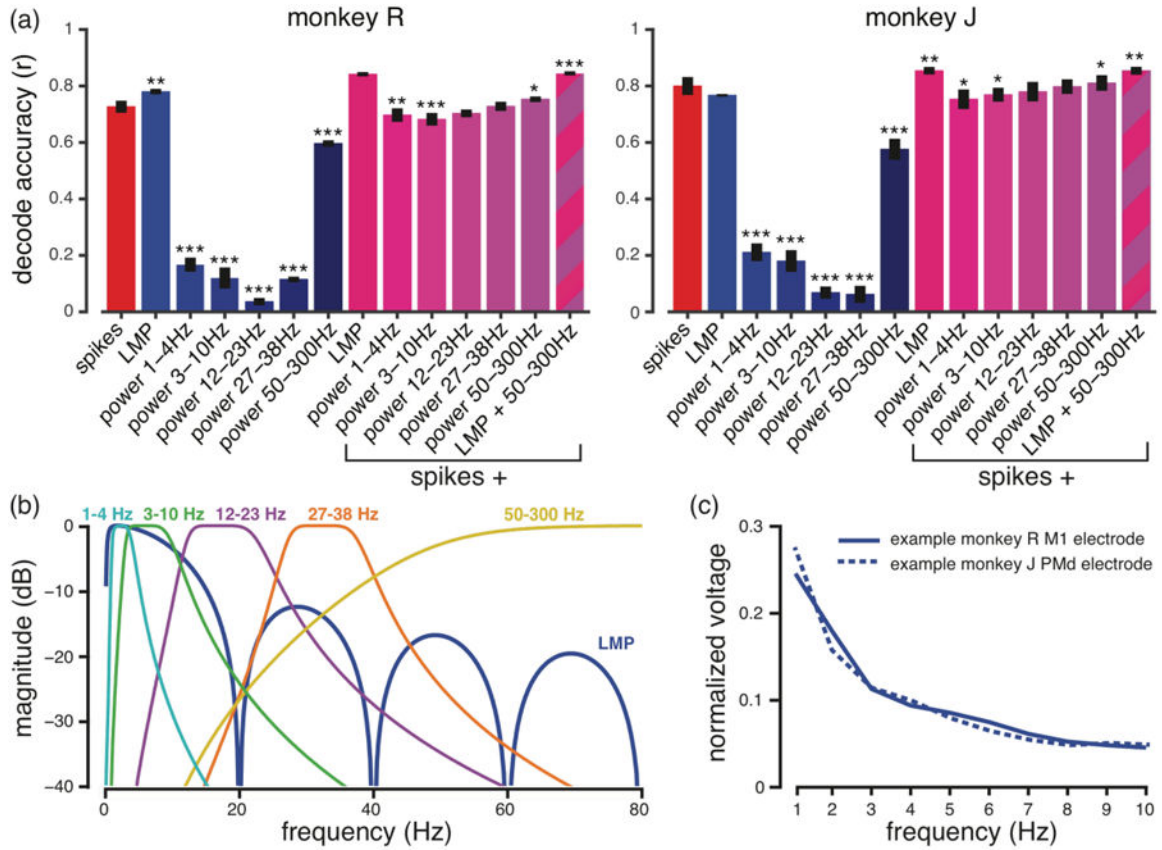 (a)
monkey R
monkey J
decode accuracy (r)
1
0.8
0.6
0.4
0.2
0
** *** *** *** *** *** ** *** * ***
spikes
LMP
power 1–4Hz
power 3–10Hz
power 12–23Hz
power 27–38Hz
power 50–300Hz
LMP
power 1–4Hz
power 3–10Hz
power 12–23Hz
power 27–38Hz
power 50–300Hz
LMP + 50–300Hz
spikes +
1
0.8
0.6
0.4
0.2
0
*** *** *** *** *** ** * * * **
spikes
LMP
power 1–4Hz
power 3–10Hz
power 12–23Hz
power 27–38Hz
power 50–300Hz
LMP
power 1–4Hz
power 3–10Hz
power 12–23Hz
power 27–38Hz
power 50–300Hz
LMP + 50–300Hz
spikes +
(b)
1-4 Hz 3-10 Hz 12-23 Hz 27-38 Hz 50-300 Hz
LMP
magnitude (dB)
0
−10
−20
−30
−40
0 20 40 60 80
frequency (Hz)
(c)
example monkey R M1 electrode
example monkey J PMd electrode
normalized voltage
0.3
0.2
0.1
0
1 2 3 4 5 6 7 8 9 10
frequency (Hz)